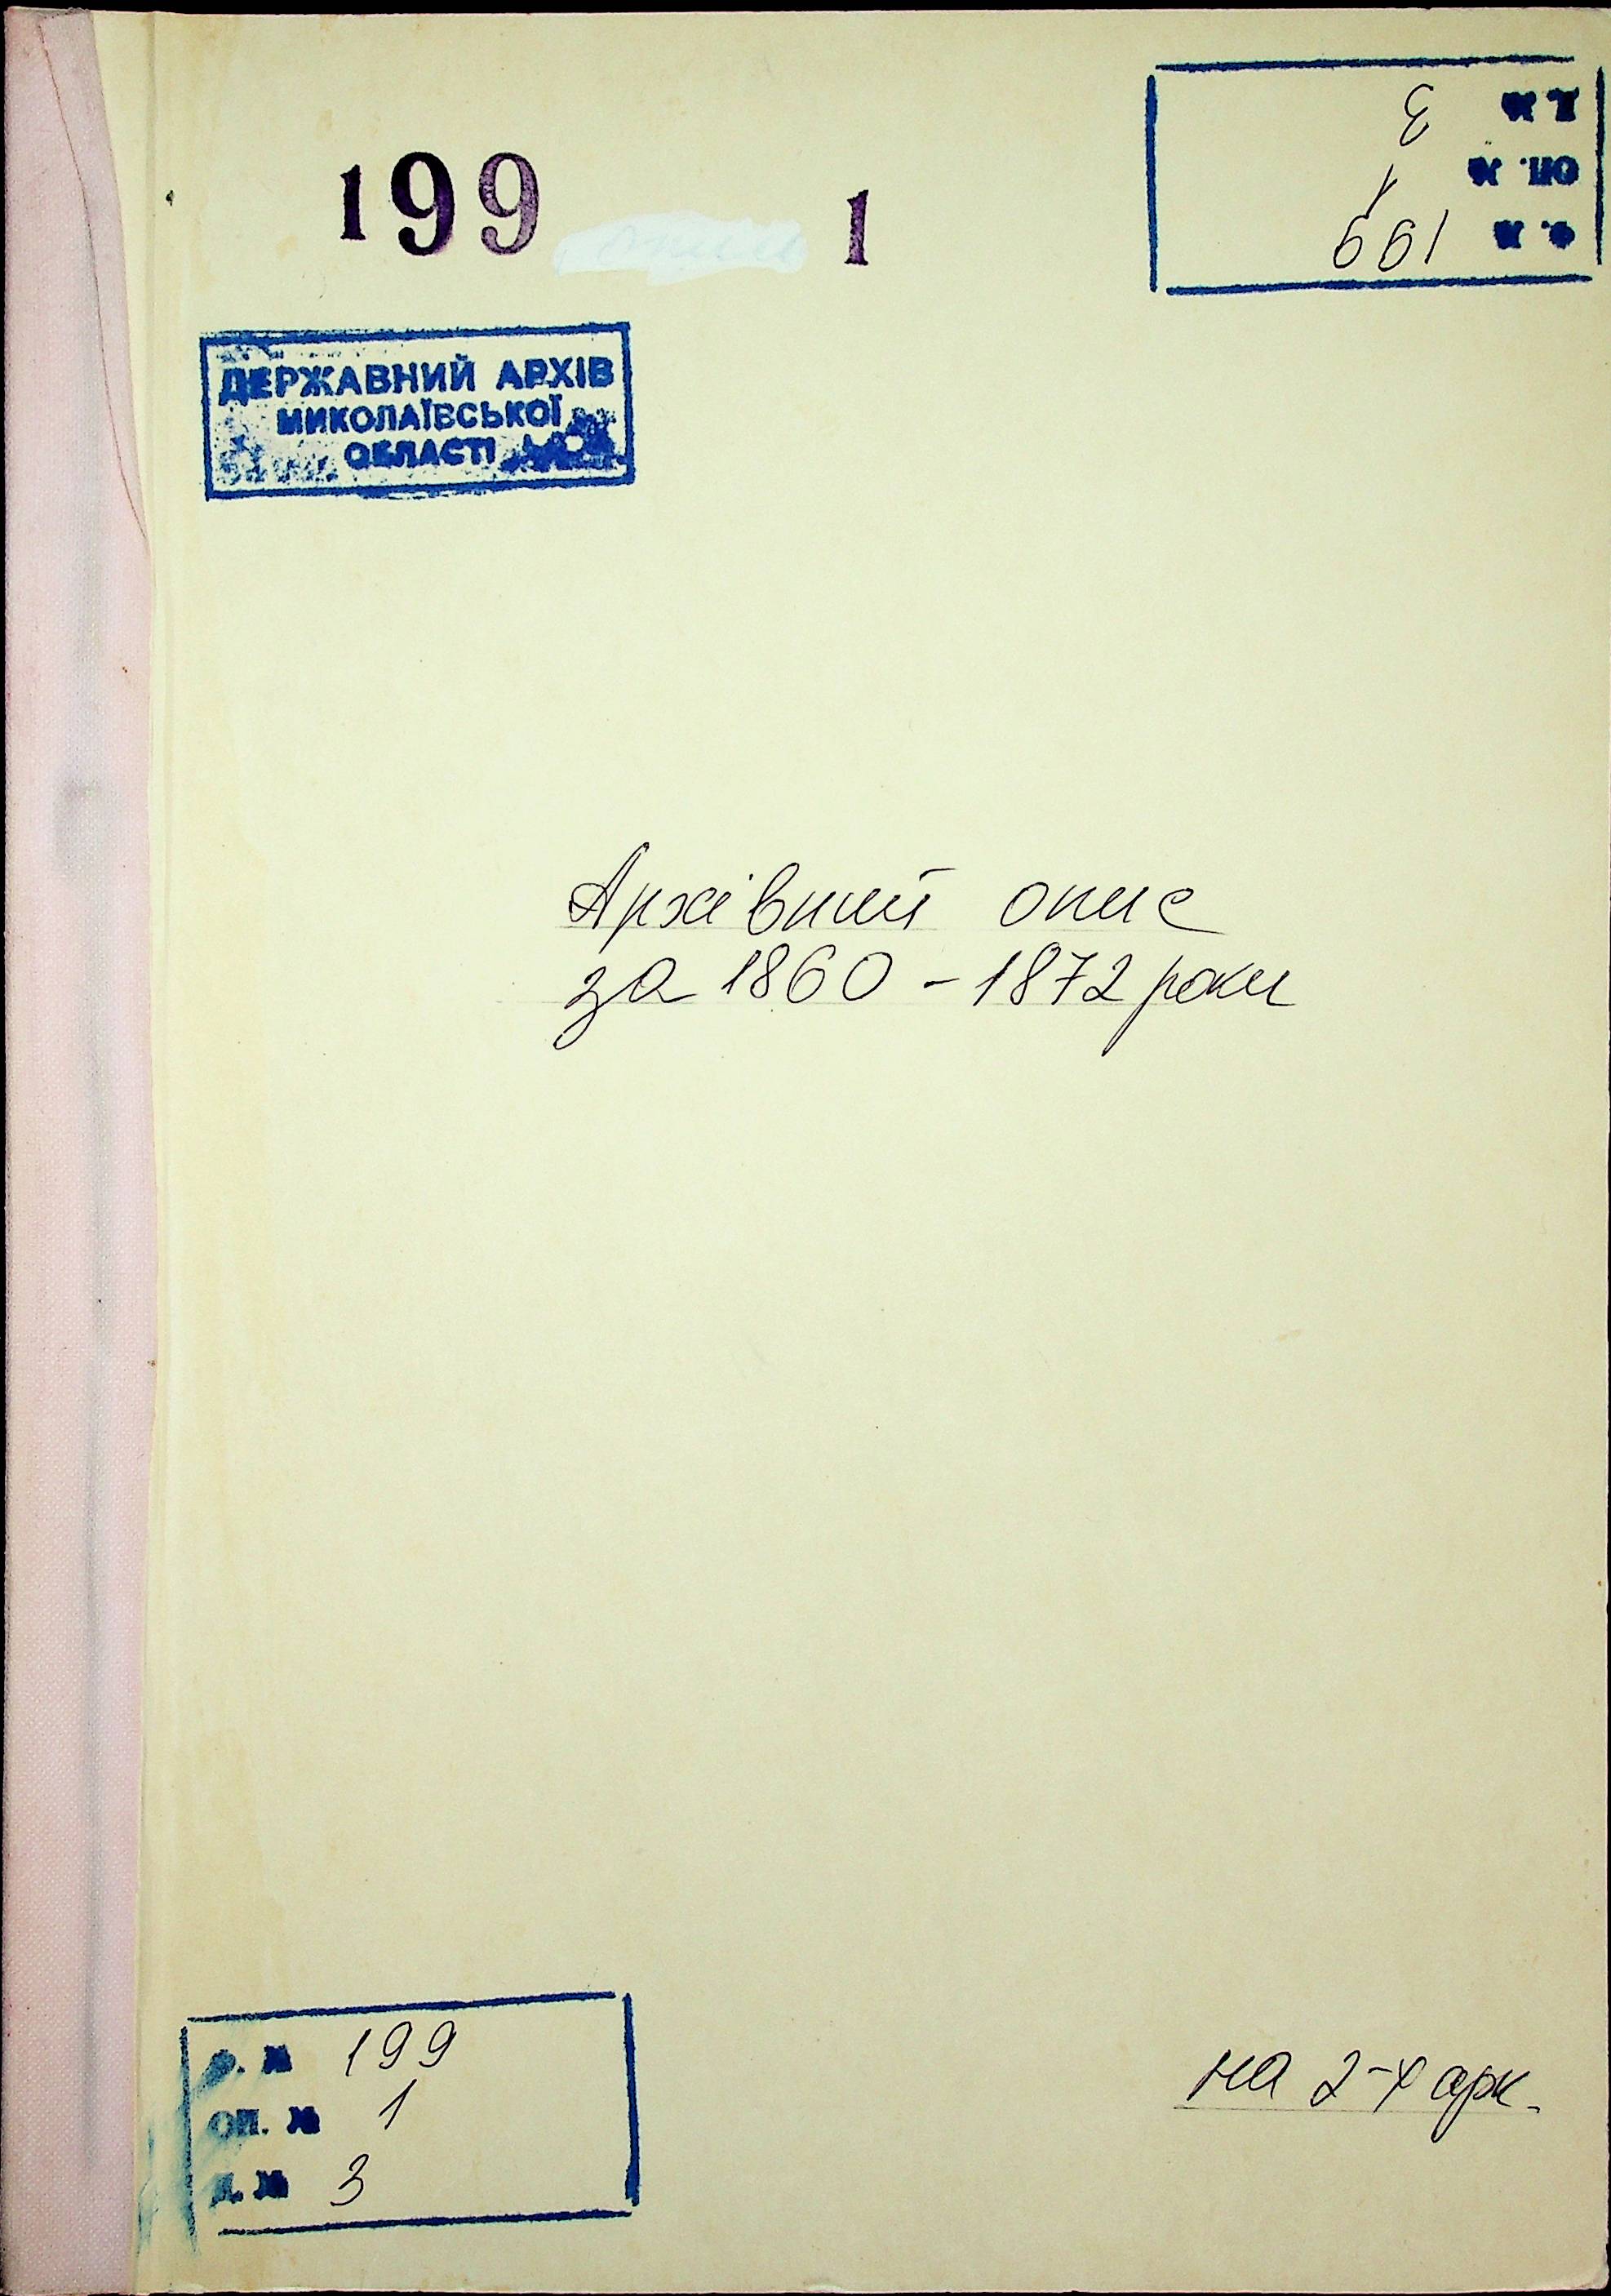 199 1
Ф. № 199
ОП. № 1
Д. № 3
ДЕРЖАВНИЙ АРХІВ
МИКОЛАЇВСЬКОЇ
ОБЛАСТІ
Архівний опис
за 1860 - 1872 роки
Ф. № 199
ОП. № 1
Д. № 3
на 2-х арк.